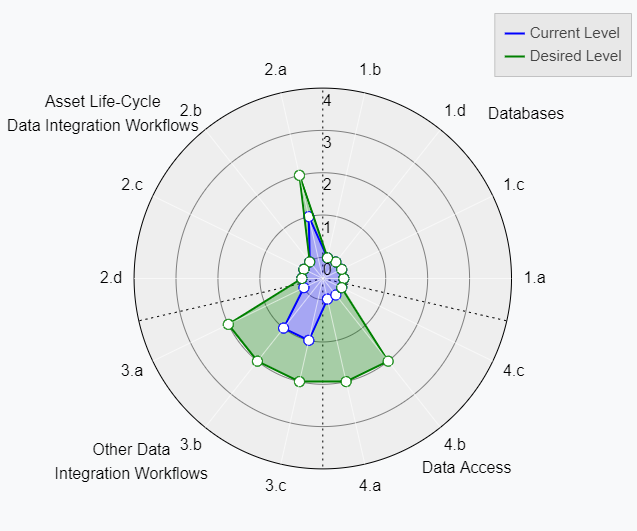 Current Level
Desired Level
2.a
1.b
Asset Life-Cycle
Data Integration Workflows
2.b
1.d
Databases
4
3
2.c
2
1.c
1
0
2.d
1.a
3.a
4.c
Other Data
Integration Workflows
3.b
4.b
Data Access
3.c
4.a